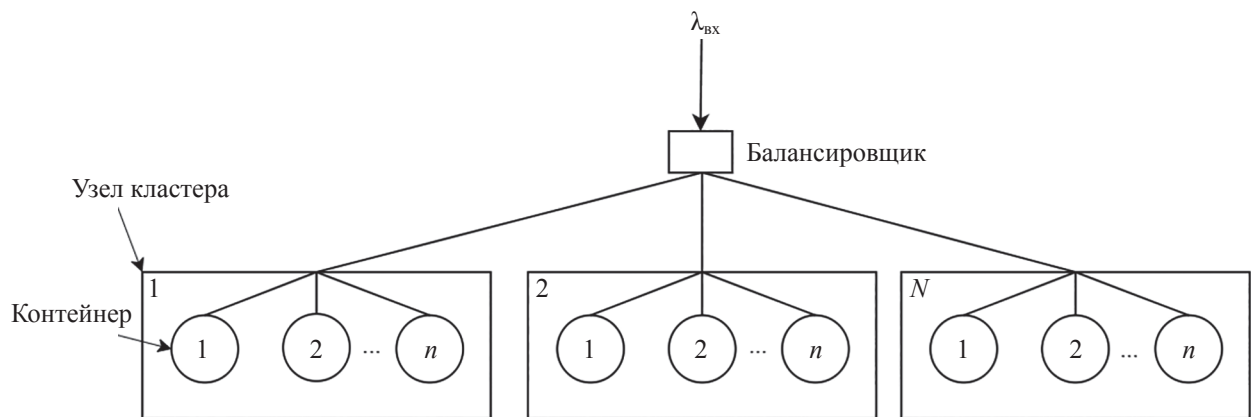 λвх
Балансировщик
Узел кластера
1
2
N
Контейнер
1
2
...
n
1
2
...
n
1
2
...
n